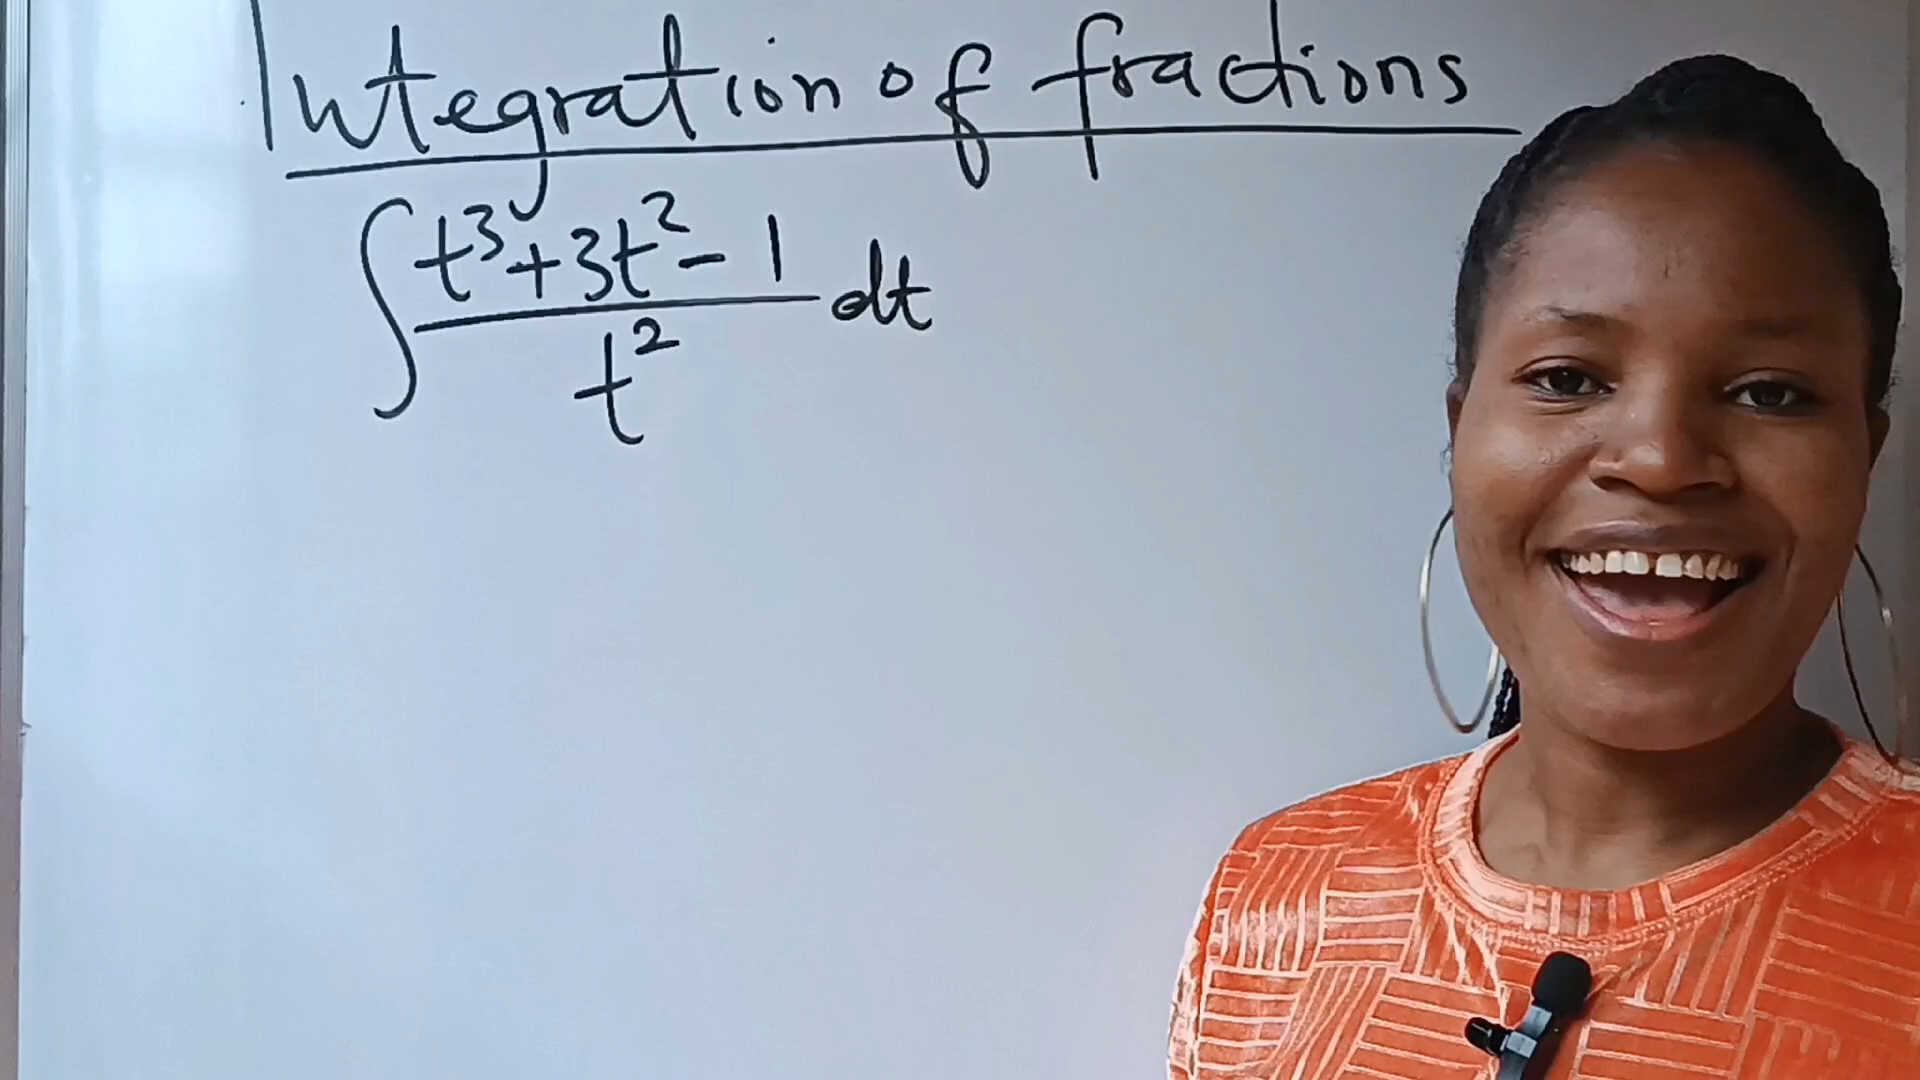 Integration of fractions
∫ t³+3t²-1 / t² dt